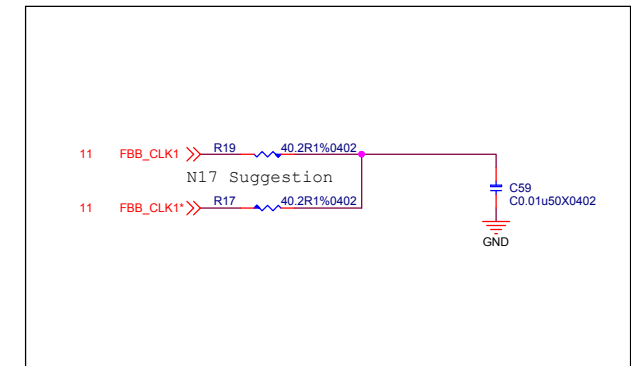 11 FBB_CLK1 R19 40.2R1%0402
N17 Suggestion
11 FBB_CLK1* R17 40.2R1%0402
C59
C0.01u50X0402
GND